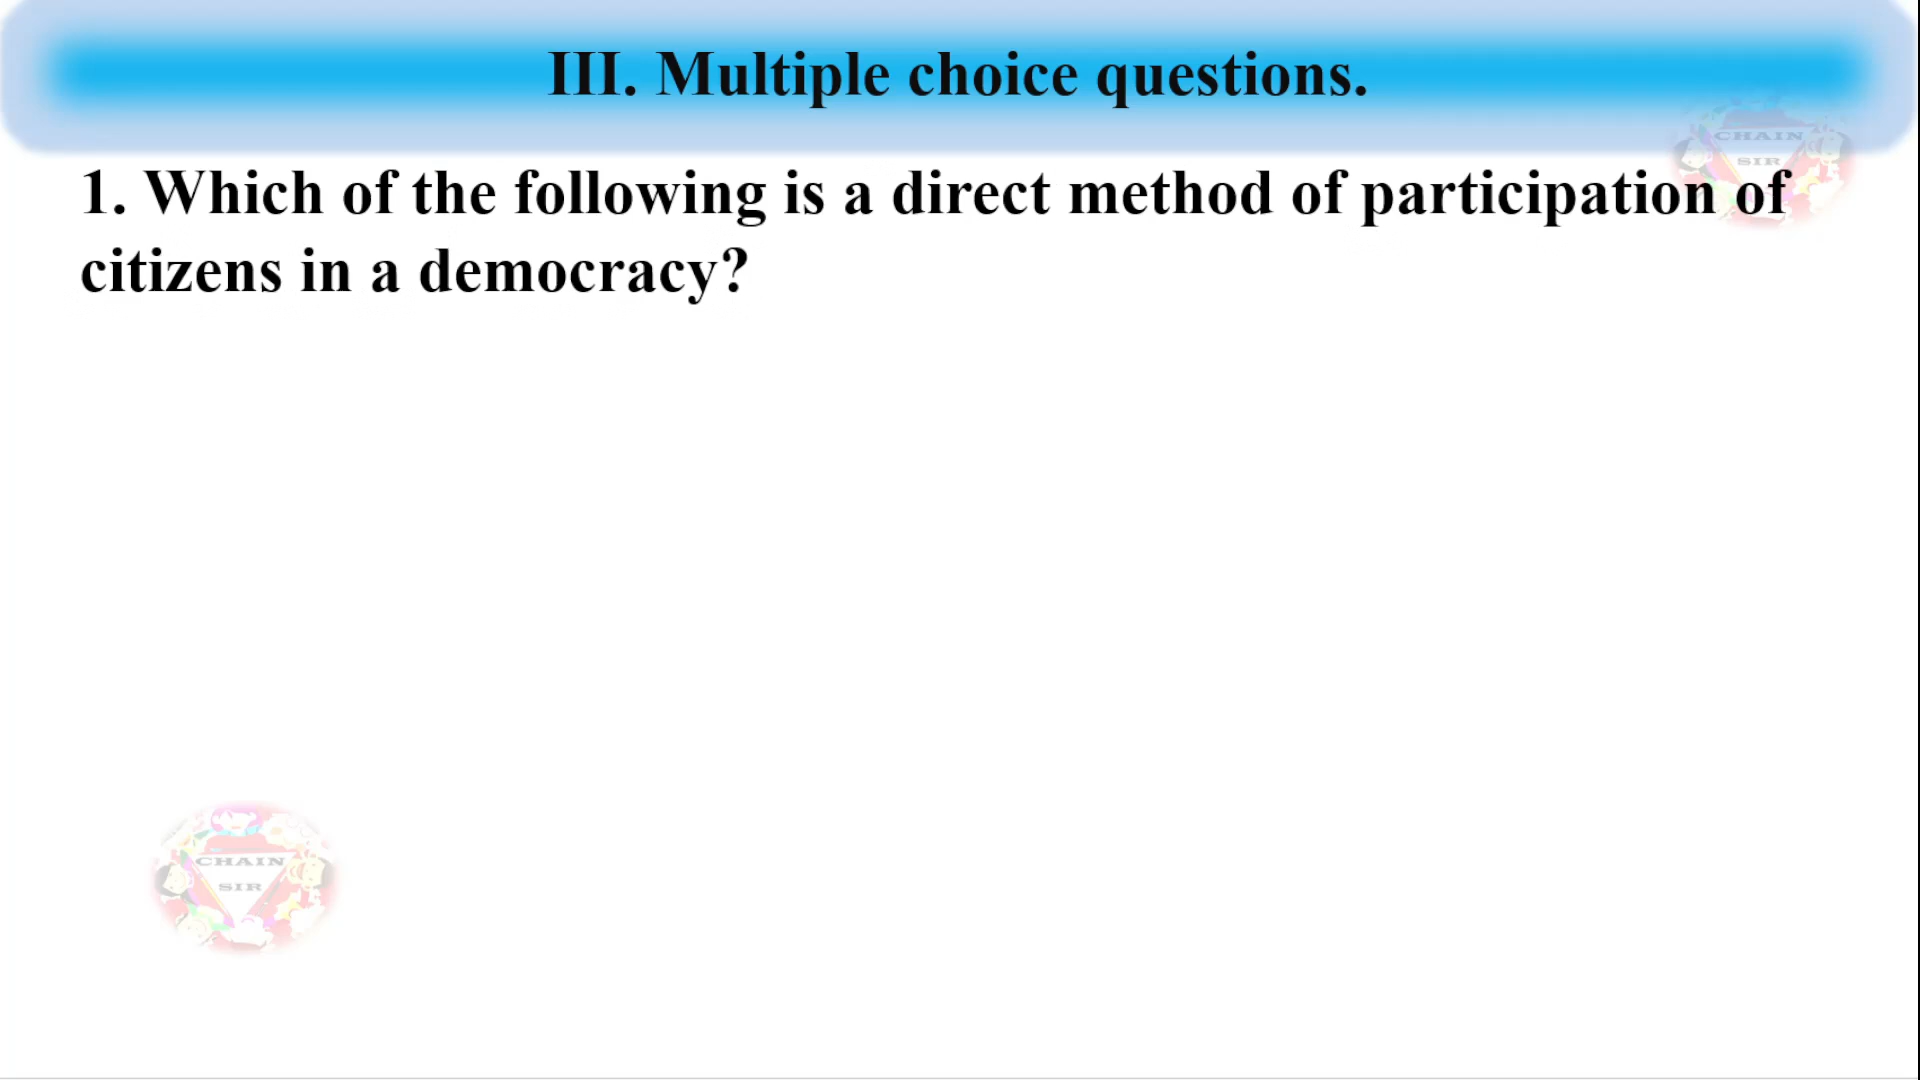 III. Multiple choice questions.
CHAIN
SIR
1. Which of the following is a direct method of participation of
citizens in a democracy?
CHAIN
SIR